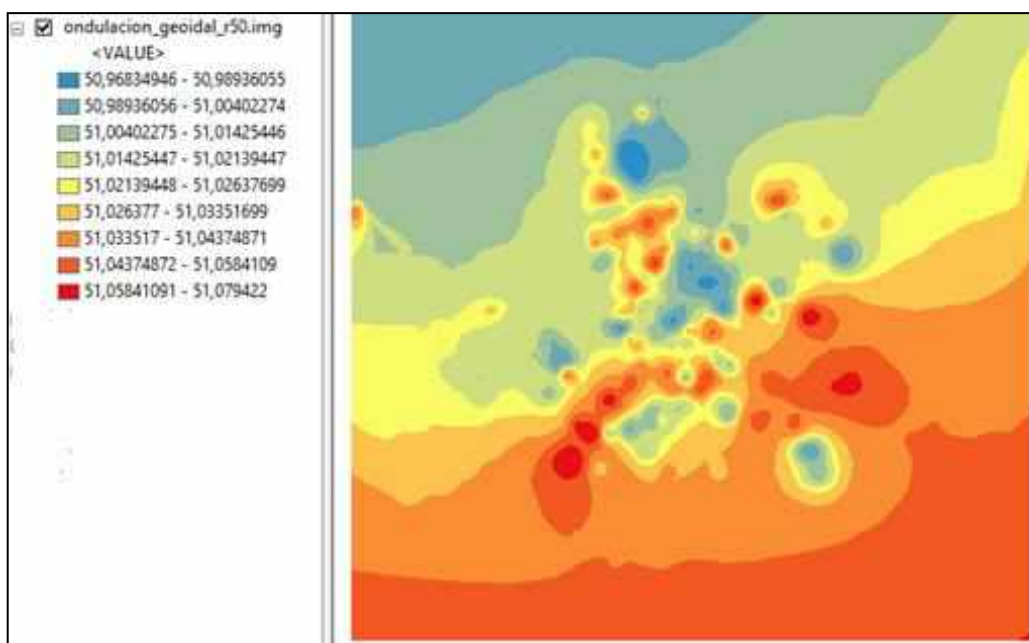 ondulacion_geoidal_r50.img
<VALUE>
50,96834946 - 50,98936055
50,98936056 - 51,00402274
51,00402275 - 51,01425446
51,01425447 - 51,02139447
51,02139448 - 51,02637699
51,026377 - 51,03351699
51,033517 - 51,04374871
51,04374872 - 51,0584109
51,05841091 - 51,079422